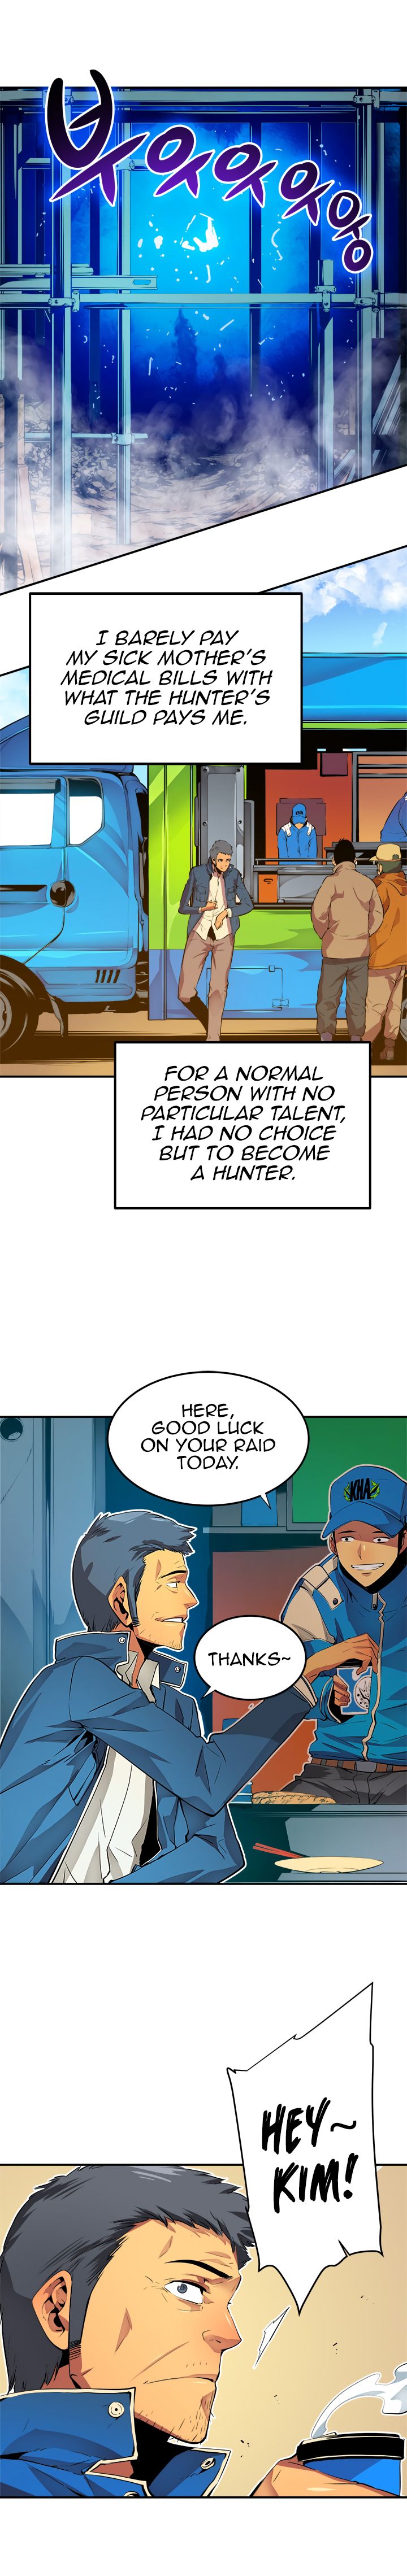 부아아아앙
I BARELY PAY
MY SICK MOTHER'S
MEDICAL BILLS WITH
WHAT THE HUNTER'S
GUILD PAYS ME.
FOR A NORMAL
PERSON WITH NO
PARTICULAR TALENT,
I HAD NO CHOICE
BUT TO BECOME
A HUNTER.
HERE,
GOOD LUCK
ON YOUR RAID
TODAY.
KHAZ
THANKS~
HEY~
KIM!